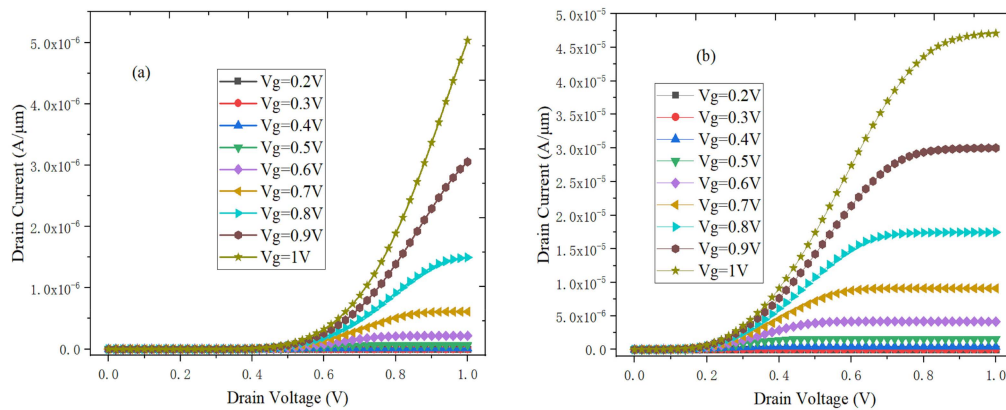 (a)
Drain Current (A/μm)
5.0x10⁻⁶
4.0x10⁻⁶
3.0x10⁻⁶
2.0x10⁻⁶
1.0x10⁻⁶
0.0
Vg=0.2V
Vg=0.3V
Vg=0.4V
Vg=0.5V
Vg=0.6V
Vg=0.7V
Vg=0.8V
Vg=0.9V
Vg=1V
0.0 0.2 0.4 0.6 0.8 1.0
Drain Voltage (V)
(b)
Drain Current (A/μm)
5.0x10⁻⁵
4.5x10⁻⁵
4.0x10⁻⁵
3.5x10⁻⁵
3.0x10⁻⁵
2.5x10⁻⁵
2.0x10⁻⁵
1.5x10⁻⁵
1.0x10⁻⁵
5.0x10⁻⁶
0.0
Vg=0.2V
Vg=0.3V
Vg=0.4V
Vg=0.5V
Vg=0.6V
Vg=0.7V
Vg=0.8V
Vg=0.9V
Vg=1V
0.0 0.2 0.4 0.6 0.8 1.0
Drain Voltage (V)